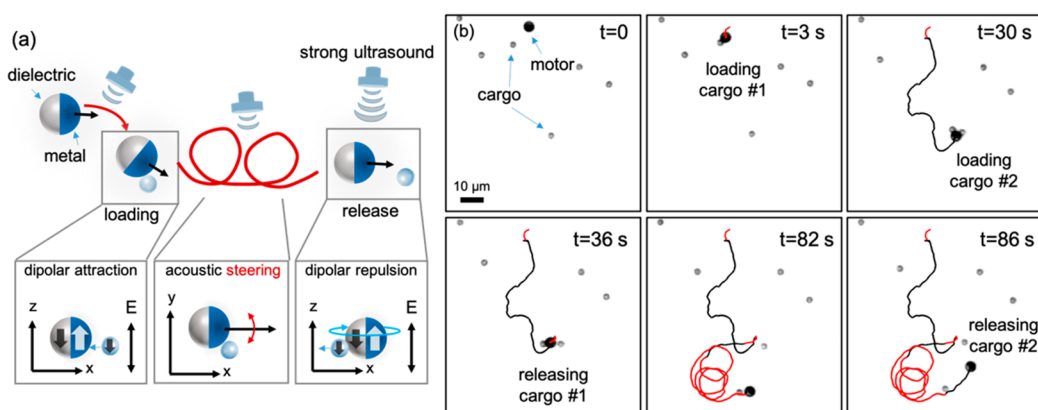 (a)
dielectric
metal
strong ultrasound
loading
release
dipolar attraction
z
x
E
acoustic steering
y
x
dipolar repulsion
z
x
E
(b)
t=0
motor
cargo
10 μm
t=3 s
loading
cargo #1
t=30 s
loading
cargo #2
t=36 s
releasing
cargo #1
t=82 s
t=86 s
releasing
cargo #2